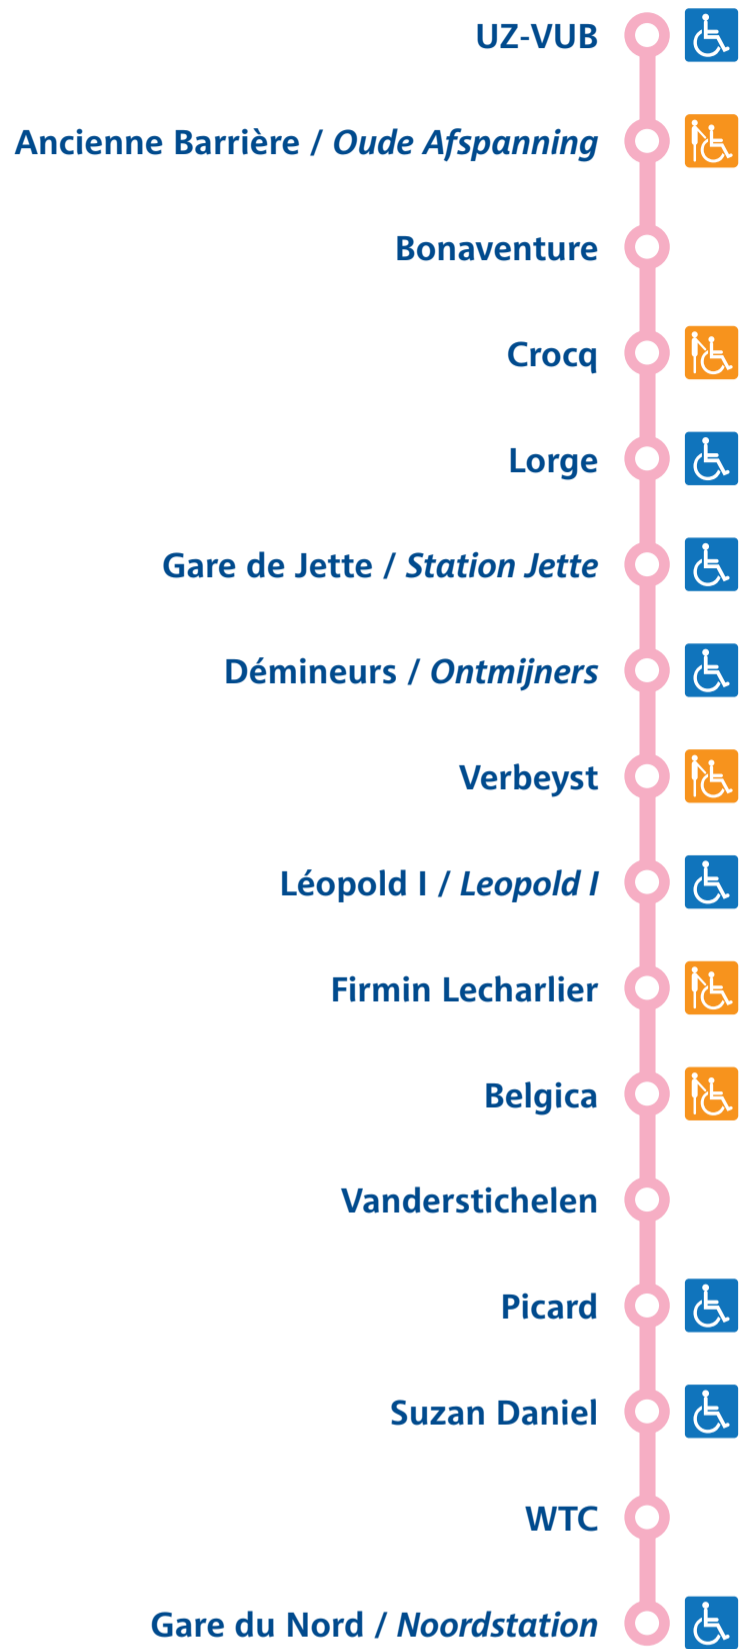 UZ-VUB
Ancienne Barrière / Oude Afspanning
Bonaventure
Crocq
Lorge
Gare de Jette / Station Jette
Démineurs / Ontmijners
Verbeyst
Léopold I / Leopold I
Firmin Lecharlier
Belgica
Vanderstichelen
Picard
Suzan Daniel
WTC
Gare du Nord / Noordstation